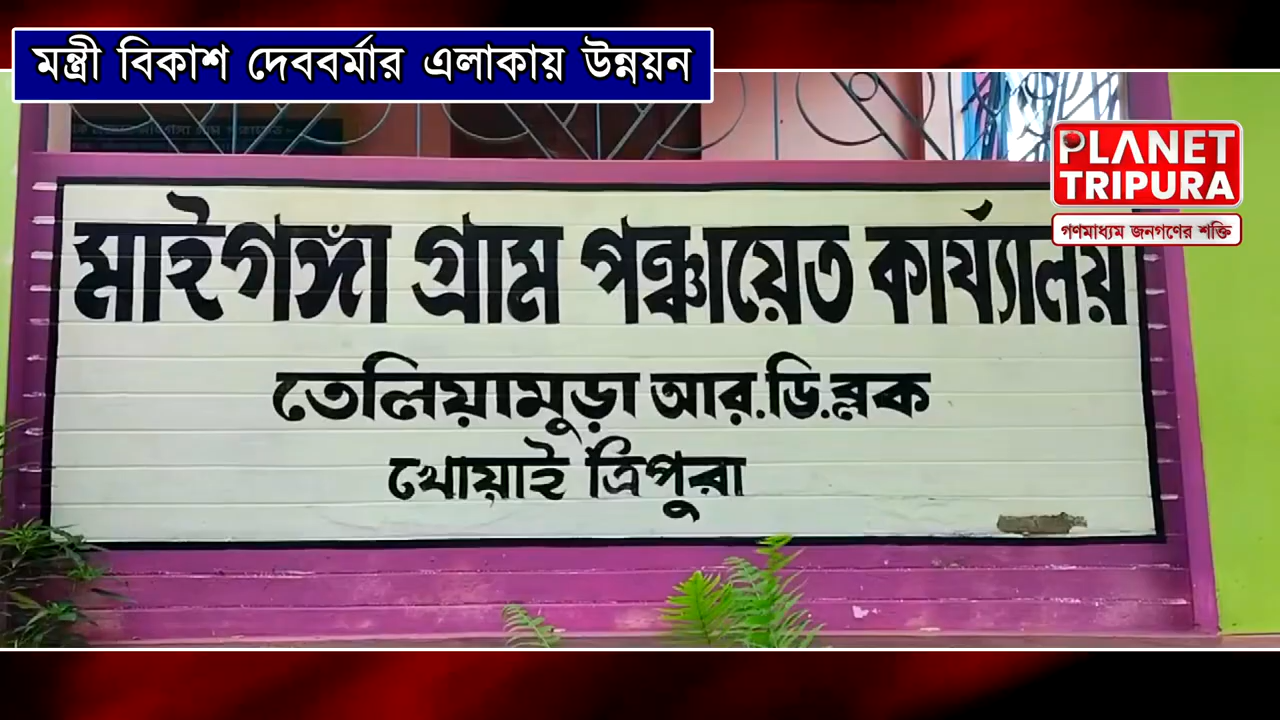 মন্ত্রী বিকাশ দেববর্মার এলাকায় উন্নয়ন
PLANET
TRIPURA
গণমাধ্যম জনগণের শক্তি
মাইগঙ্গা গ্রাম পঞ্চায়েত কার্য্যালয়
তেলিয়ামুড়া আর.ডি.ব্লক
খোয়াই ত্রিপুরা